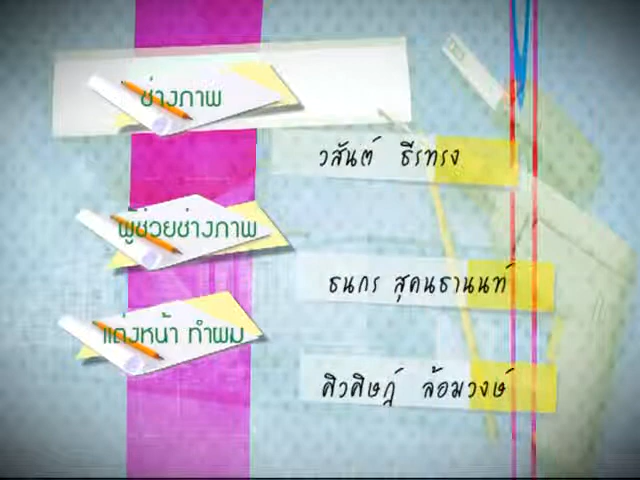 ช่างภาพ
วสันต์ ธีรทรง
ผู้ช่วยช่างภาพ
ธนกร สุคนธานนท์
แต่งหน้า ทำผม
ศิวศิษฎ์ ล้อมวงษ์